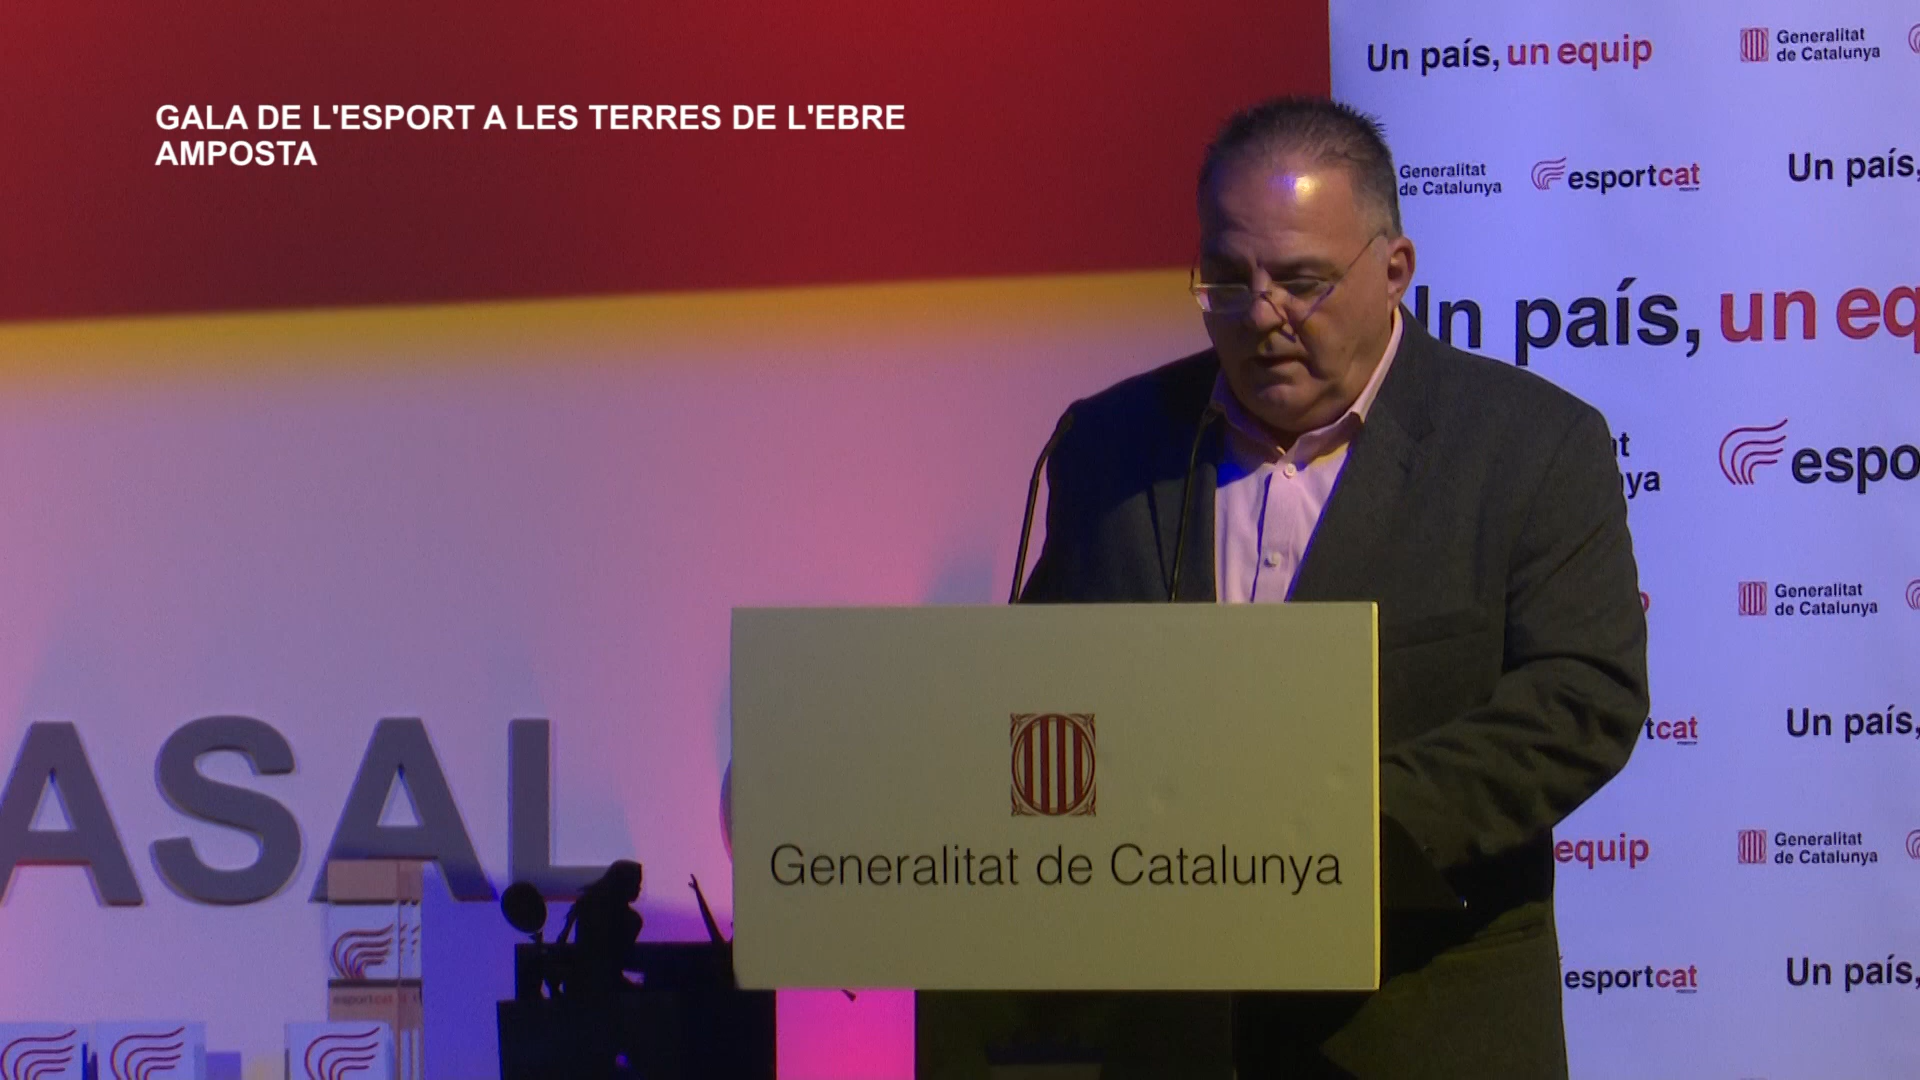 GALA DE L'ESPORT A LES TERRES DE L'EBRE
AMPOSTA
Un país, un equip
Generalitat
de Catalunya
Generalitat
de Catalunya
esportcat
Un país,
Un país, un eq
espo
Generalitat
de Catalunya
tcat
Un país,
equip
Generalitat
de Catalunya
esportcat
Un país,
ASAL
Generalitat de Catalunya
esportcat